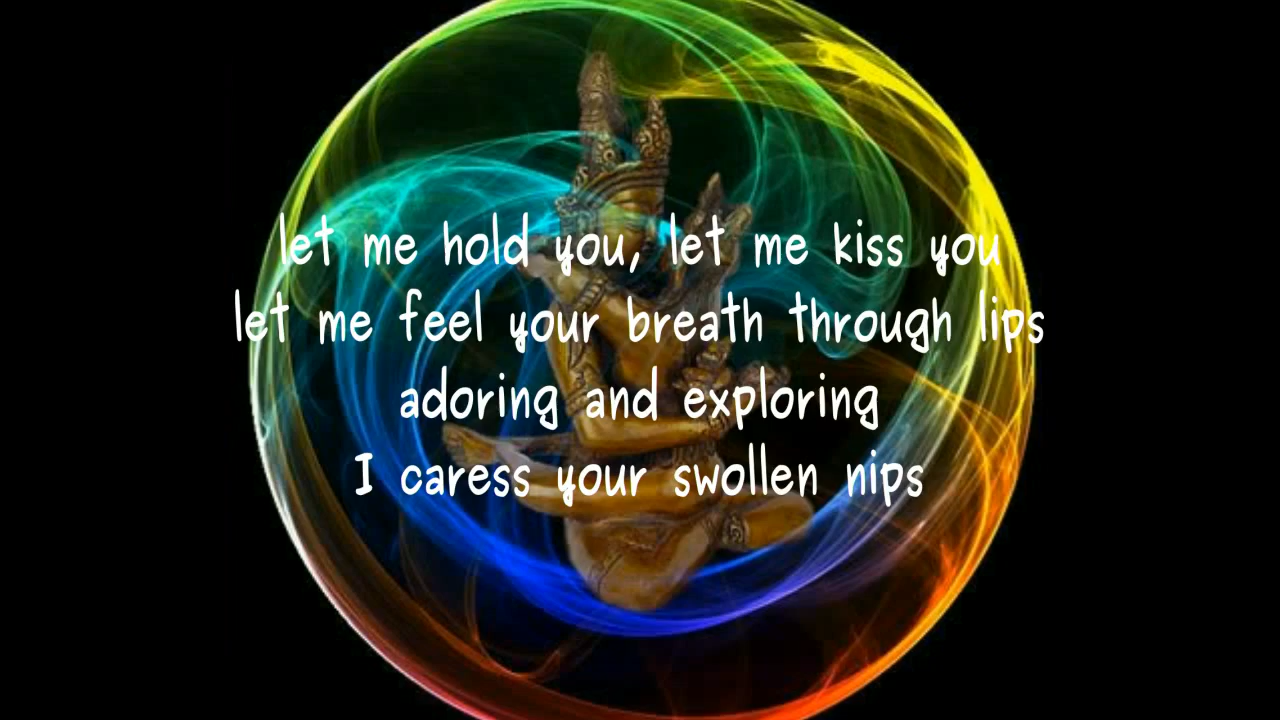 let me hold you, let me kiss you
let me feel your breath through lips
adoring and exploring
I caress your swollen nips